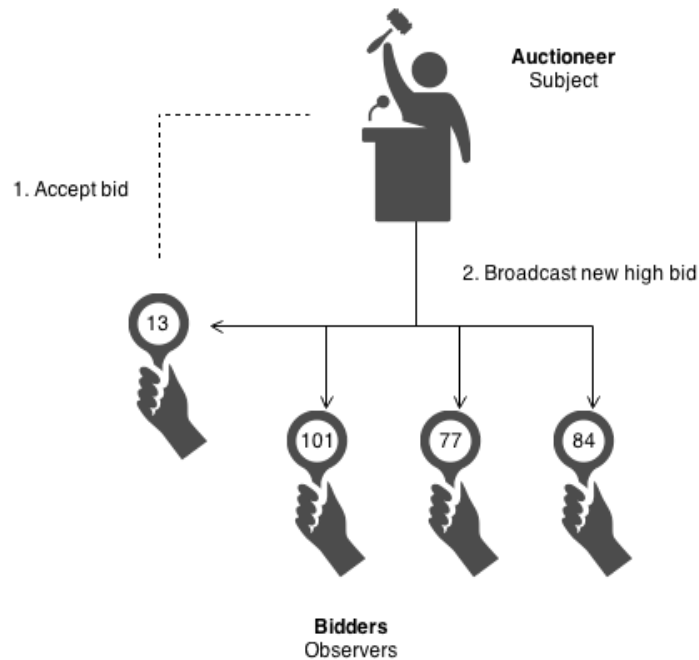 Auctioneer
Subject
1. Accept bid
2. Broadcast new high bid
13
101
77
84
Bidders
Observers